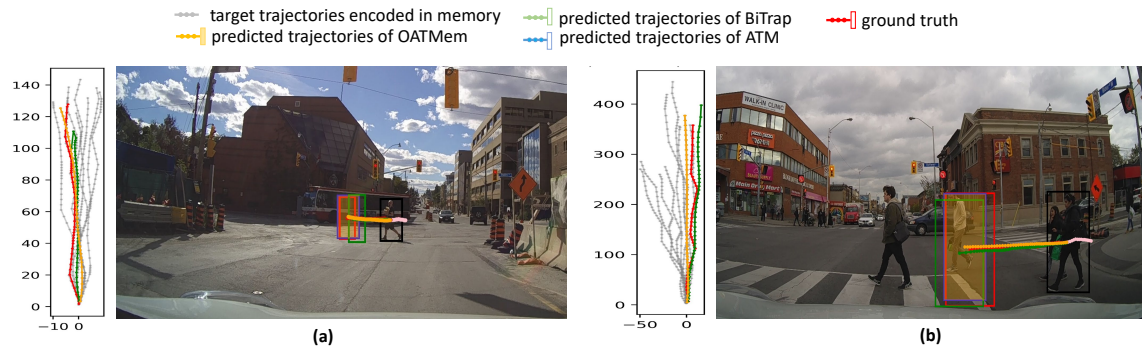 target trajectories encoded in memory
predicted trajectories of BiTrap
ground truth
predicted trajectories of OATMem
predicted trajectories of ATM
140
120
100
80
60
40
20
0
−10 0
(a)
400
300
200
100
0
−50 0
WALK-IN CLINIC
(b)